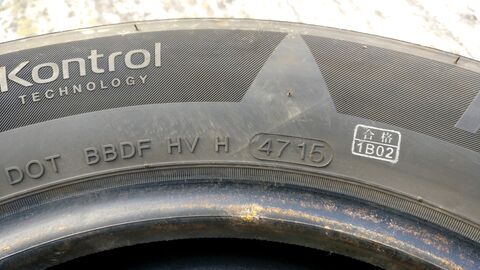 Kontrol
TECHNOLOGY
DOT BBDF HV H 4715
合格
1B02